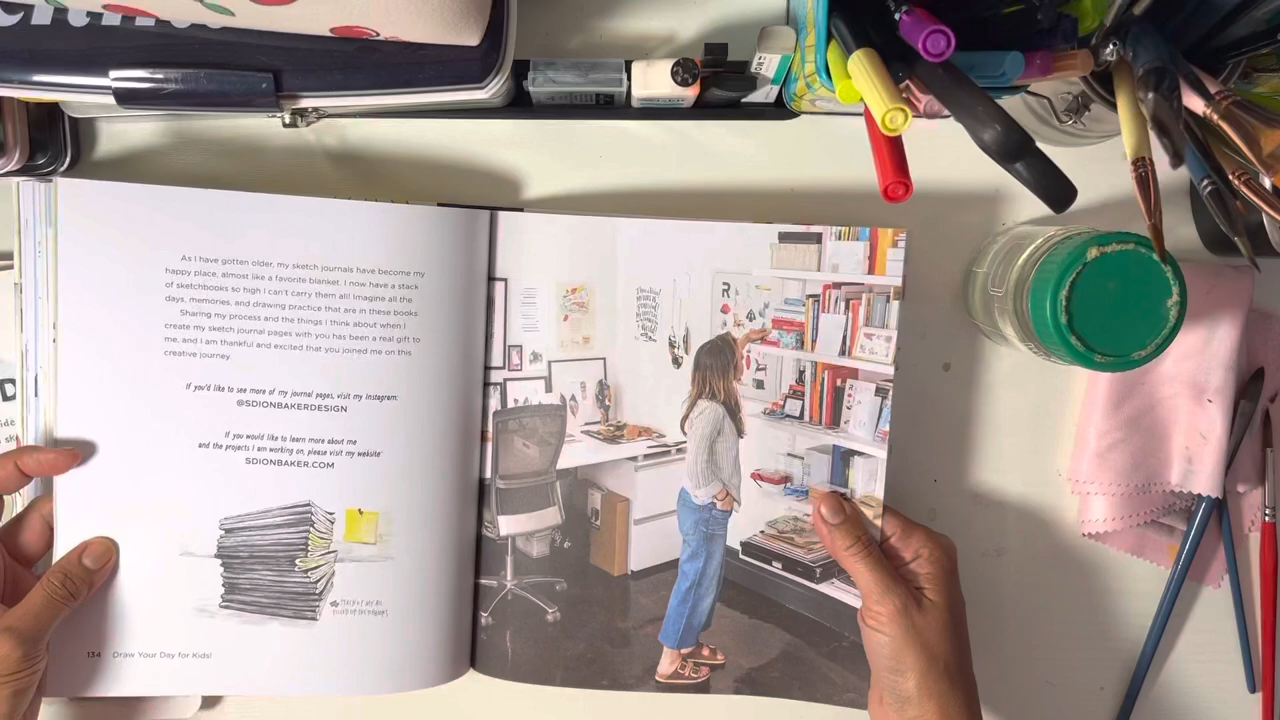 As I have gotten older, my sketch journals have become my
happy place, almost like a favorite blanket. I now have a stack
of sketchbooks so high I can't carry them all! Imagine all the
days, memories, and drawing practice that are in these books.
Sharing my process and the things I think about when I
create my sketch journal pages with you has been a real gift to
me, and I am thankful and excited that you joined me on this
creative journey.
If you'd like to see more of my journal pages, visit my Instagram:
@SDIONBAKERDESIGN
If you would like to learn more about me
and the projects I am working on, please visit my website
SDIONBAKER.COM
134 Draw Your Day for Kids!
R